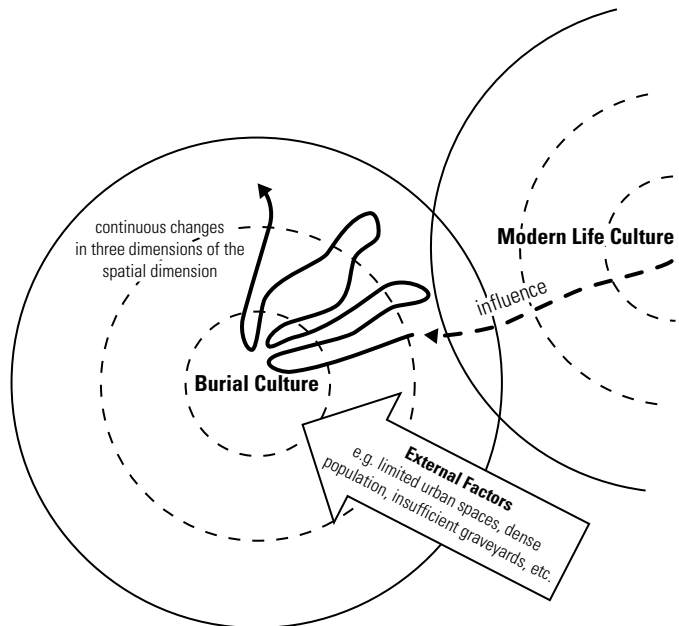 continuous changes
in three dimensions of the
spatial dimension
Modern Life Culture
influence
Burial Culture
External Factors
e.g. limited urban spaces, dense
population, insufficient graveyards, etc.